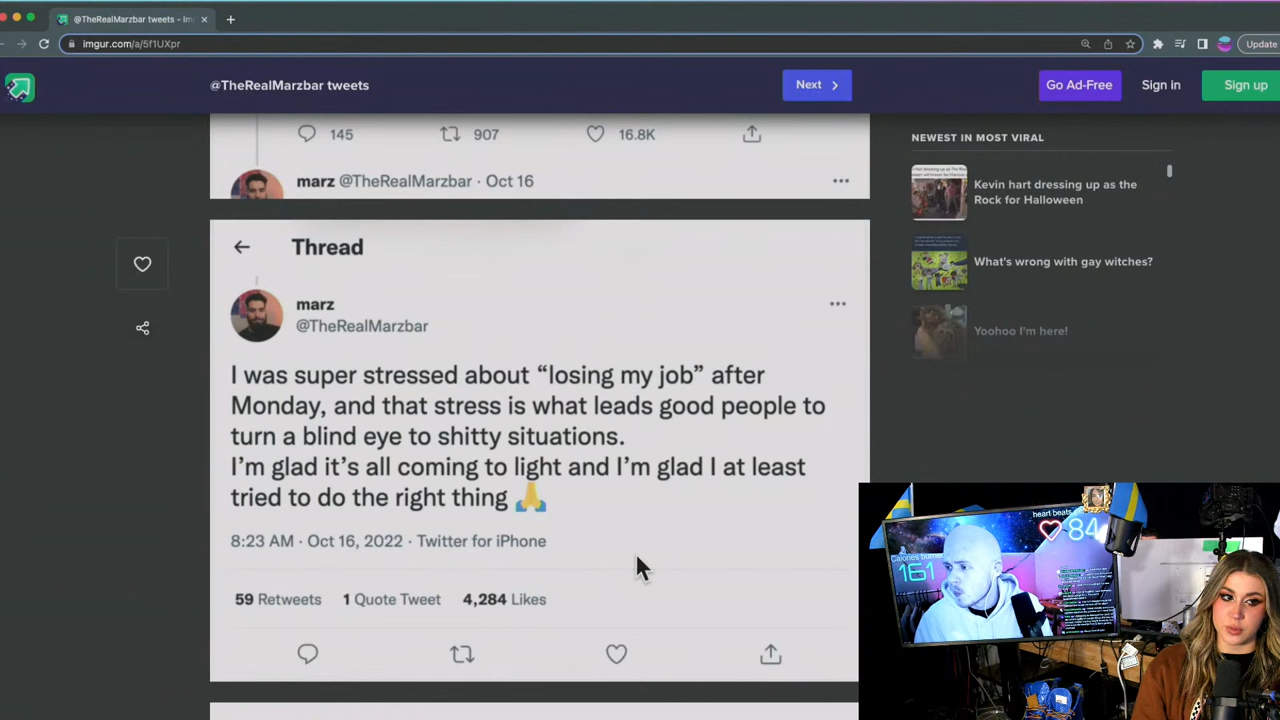 @TheRealMarzbar tweets - Im
imgur.com/a/5f1UXpr
Update
@TheRealMarzbar tweets
Next
Go Ad-Free
Sign in
Sign up
145
907
16.8K
marz @TheRealMarzbar · Oct 16
Thread
marz
@TheRealMarzbar
I was super stressed about “losing my job” after
Monday, and that stress is what leads good people to
turn a blind eye to shitty situations.
I’m glad it’s all coming to light and I’m glad I at least
tried to do the right thing 🙏
8:23 AM · Oct 16, 2022 · Twitter for iPhone
59 Retweets 1 Quote Tweet 4,284 Likes
NEWEST IN MOST VIRAL
Kevin hart dressing up as the
Rock for Halloween
What's wrong with gay witches?
Yoohoo I'm here!
heart beats
84
Calories burned
161